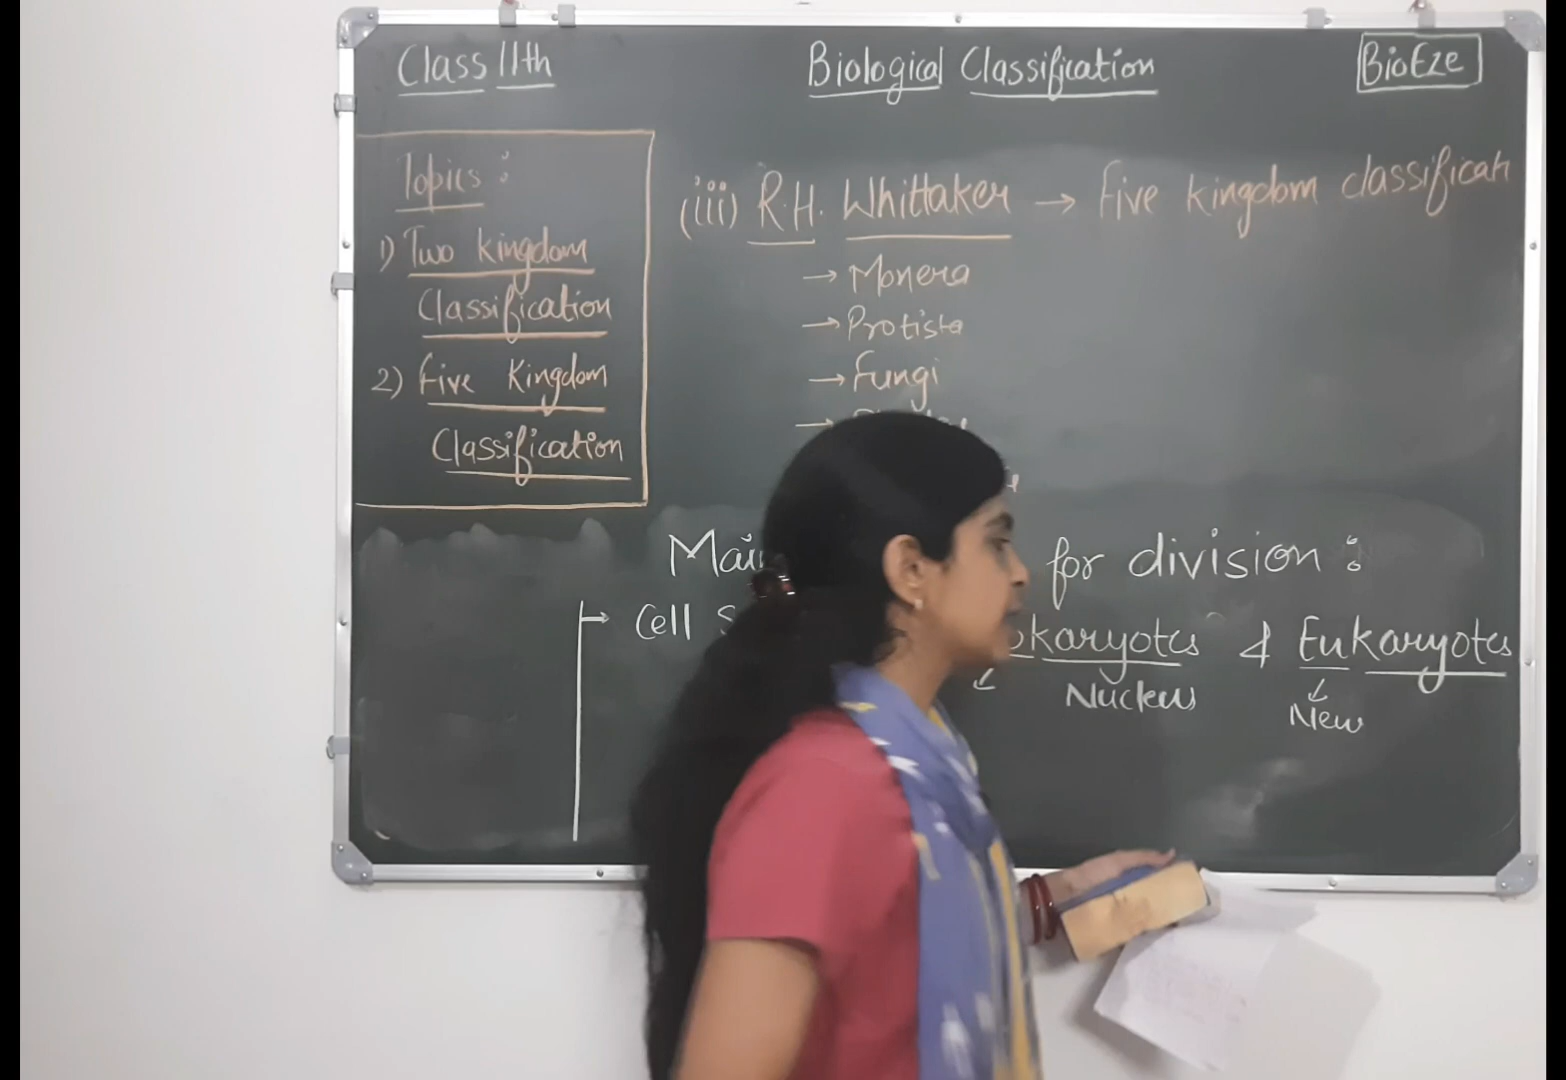 Class 11th
Biological Classification
BioEze
Topics :
1) Two kingdom
Classification
2) Five Kingdom
Classification
(iii) R.H. Whittaker → Five kingdom classificati
→ Monera
→ Protista
→ Fungi
→
for division :
→ Cell
karyotes & Eukaryotes
Nucleus
New